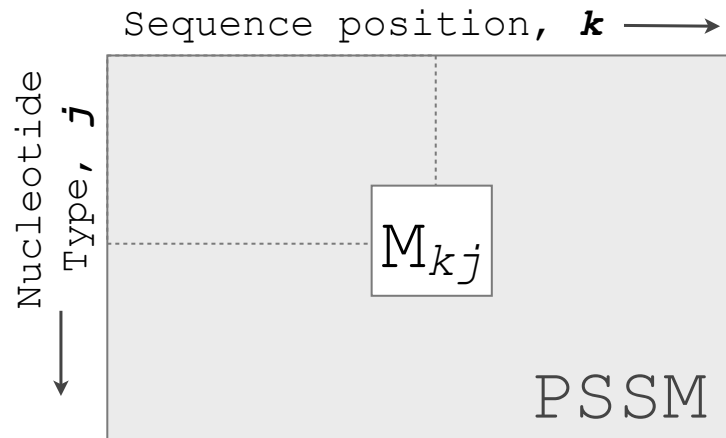 Sequence position, k
Nucleotide
Type, j
Mkj
PSSM